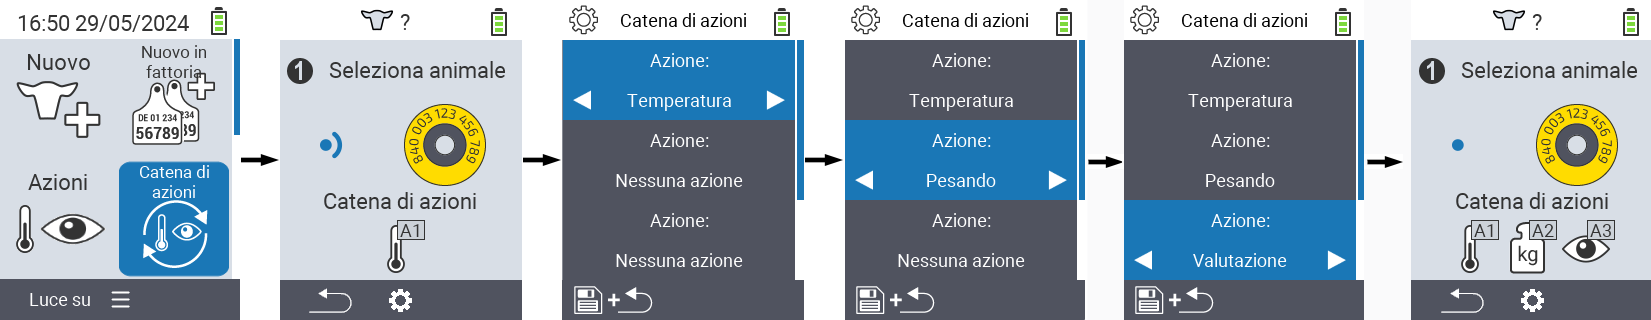 16:50 29/05/2024
Nuovo
Nuovo in
fattoria
DE 01 234
56789
234
89
Azioni
Catena di
azioni
Luce su
?
1 Seleziona animale
840 003 123 456 789
Catena di azioni
A1
Catena di azioni
Azione:
Temperatura
Azione:
Nessuna azione
Azione:
Nessuna azione
+
Catena di azioni
Azione:
Temperatura
Azione:
Pesando
Azione:
Nessuna azione
+
Catena di azioni
Azione:
Temperatura
Azione:
Pesando
Azione:
Valutazione
+
?
1 Seleziona animale
840 003 123 456 789
Catena di azioni
A1 A2 A3
kg